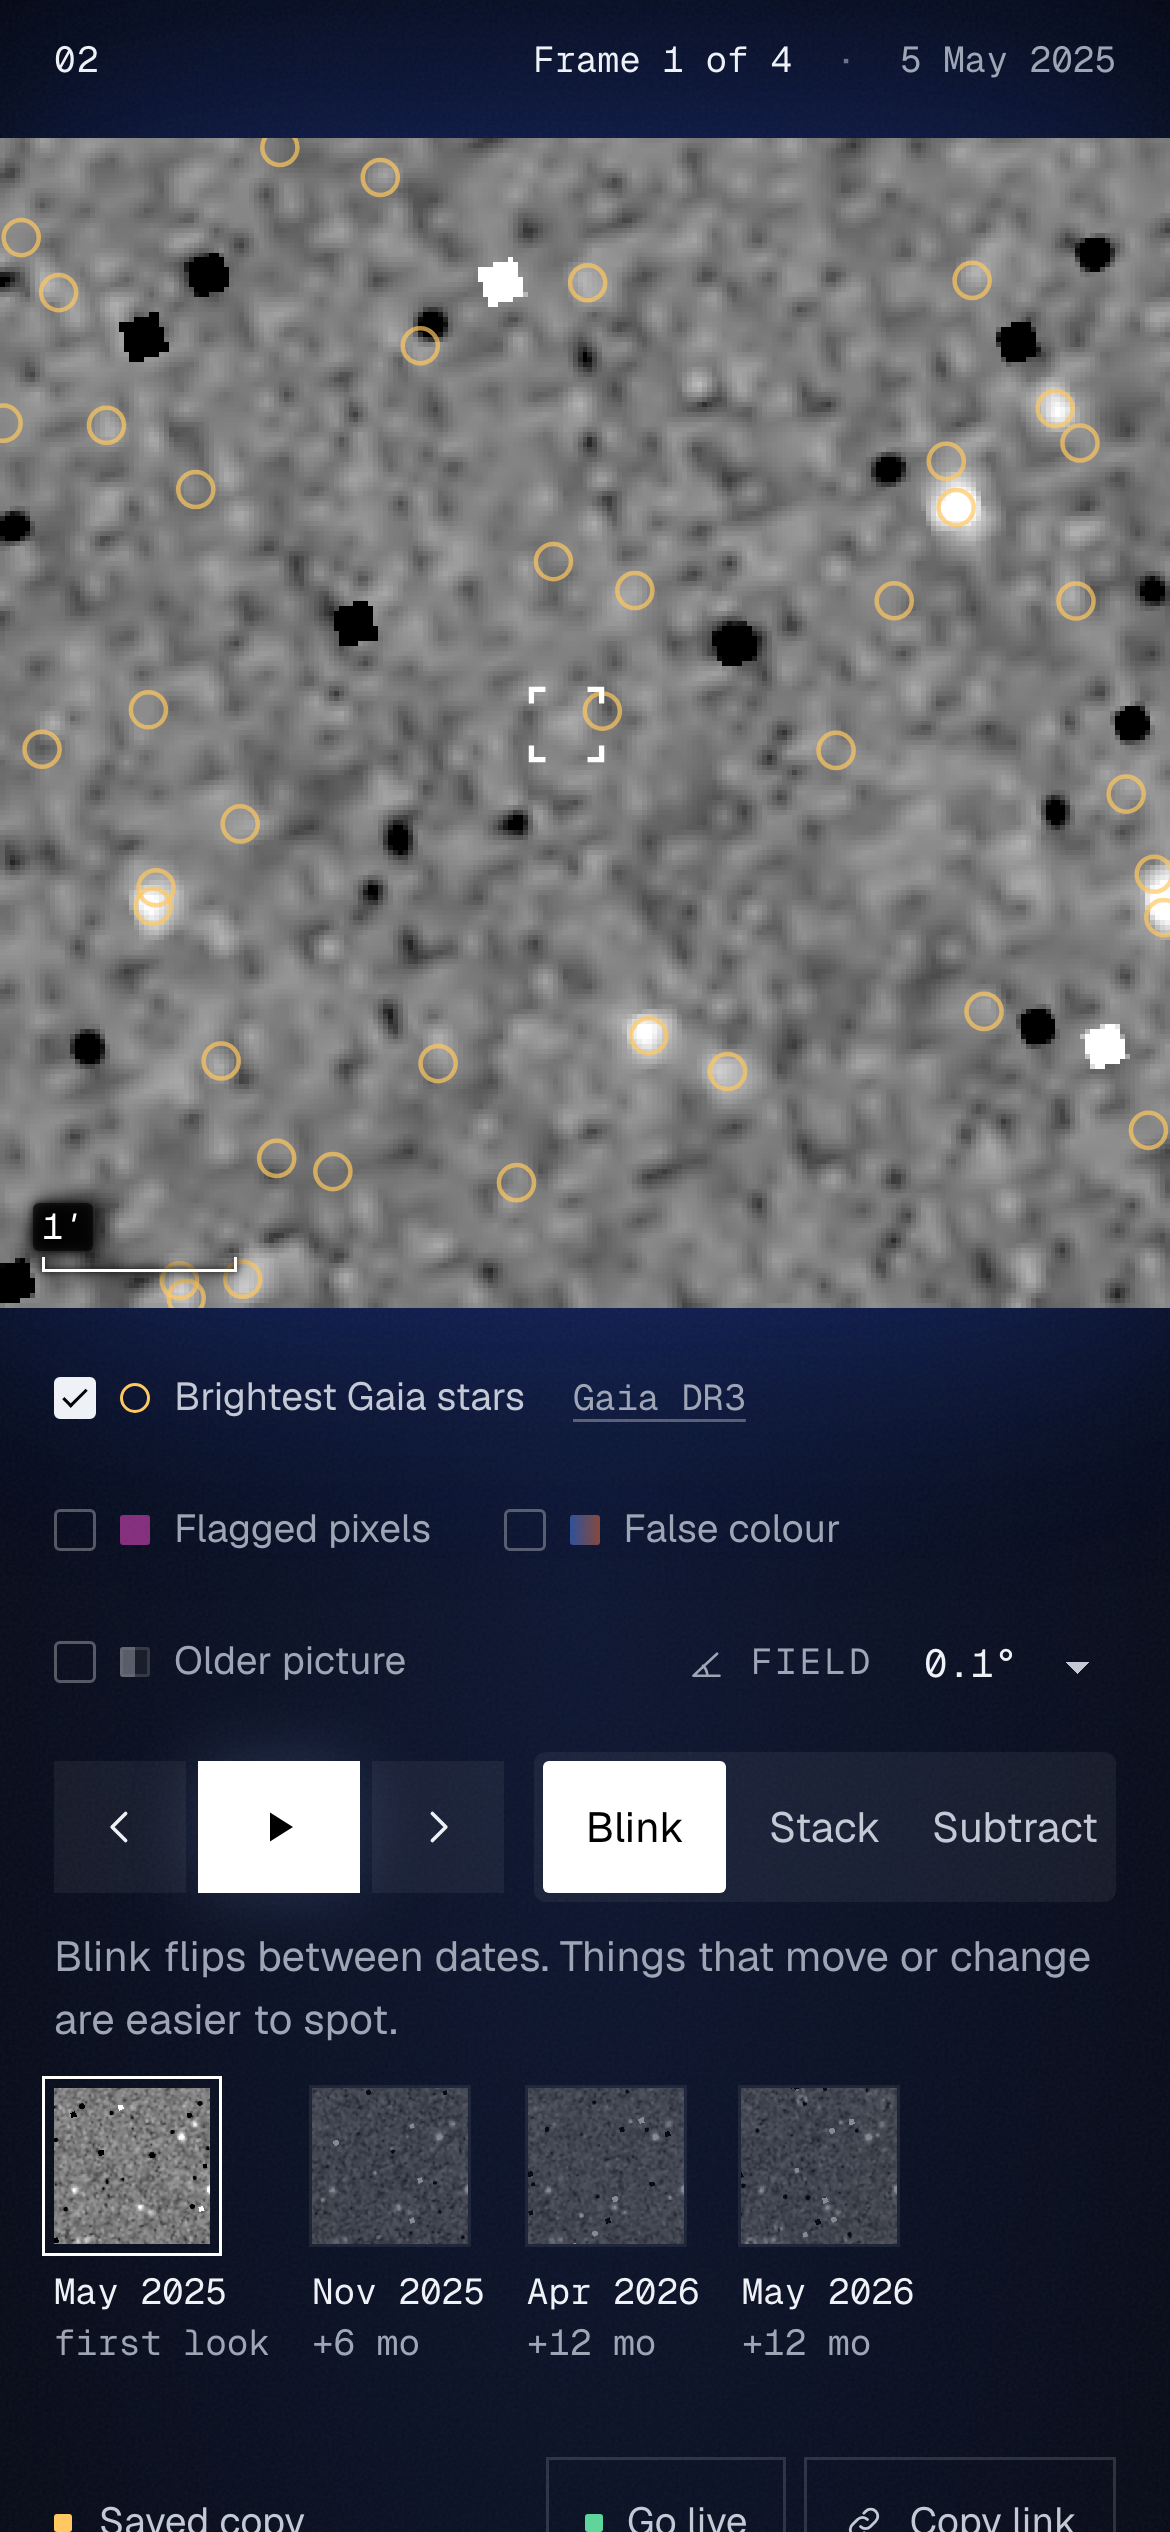 02
Frame 1 of 4 · 5 May 2025
1′
Brightest Gaia stars Gaia DR3
Flagged pixels False colour
Older picture FIELD 0.1°
Blink Stack Subtract
Blink flips between dates. Things that move or change
are easier to spot.
May 2025 Nov 2025 Apr 2026 May 2026
first look +6 mo +12 mo +12 mo
Saved copy Go live Copy link